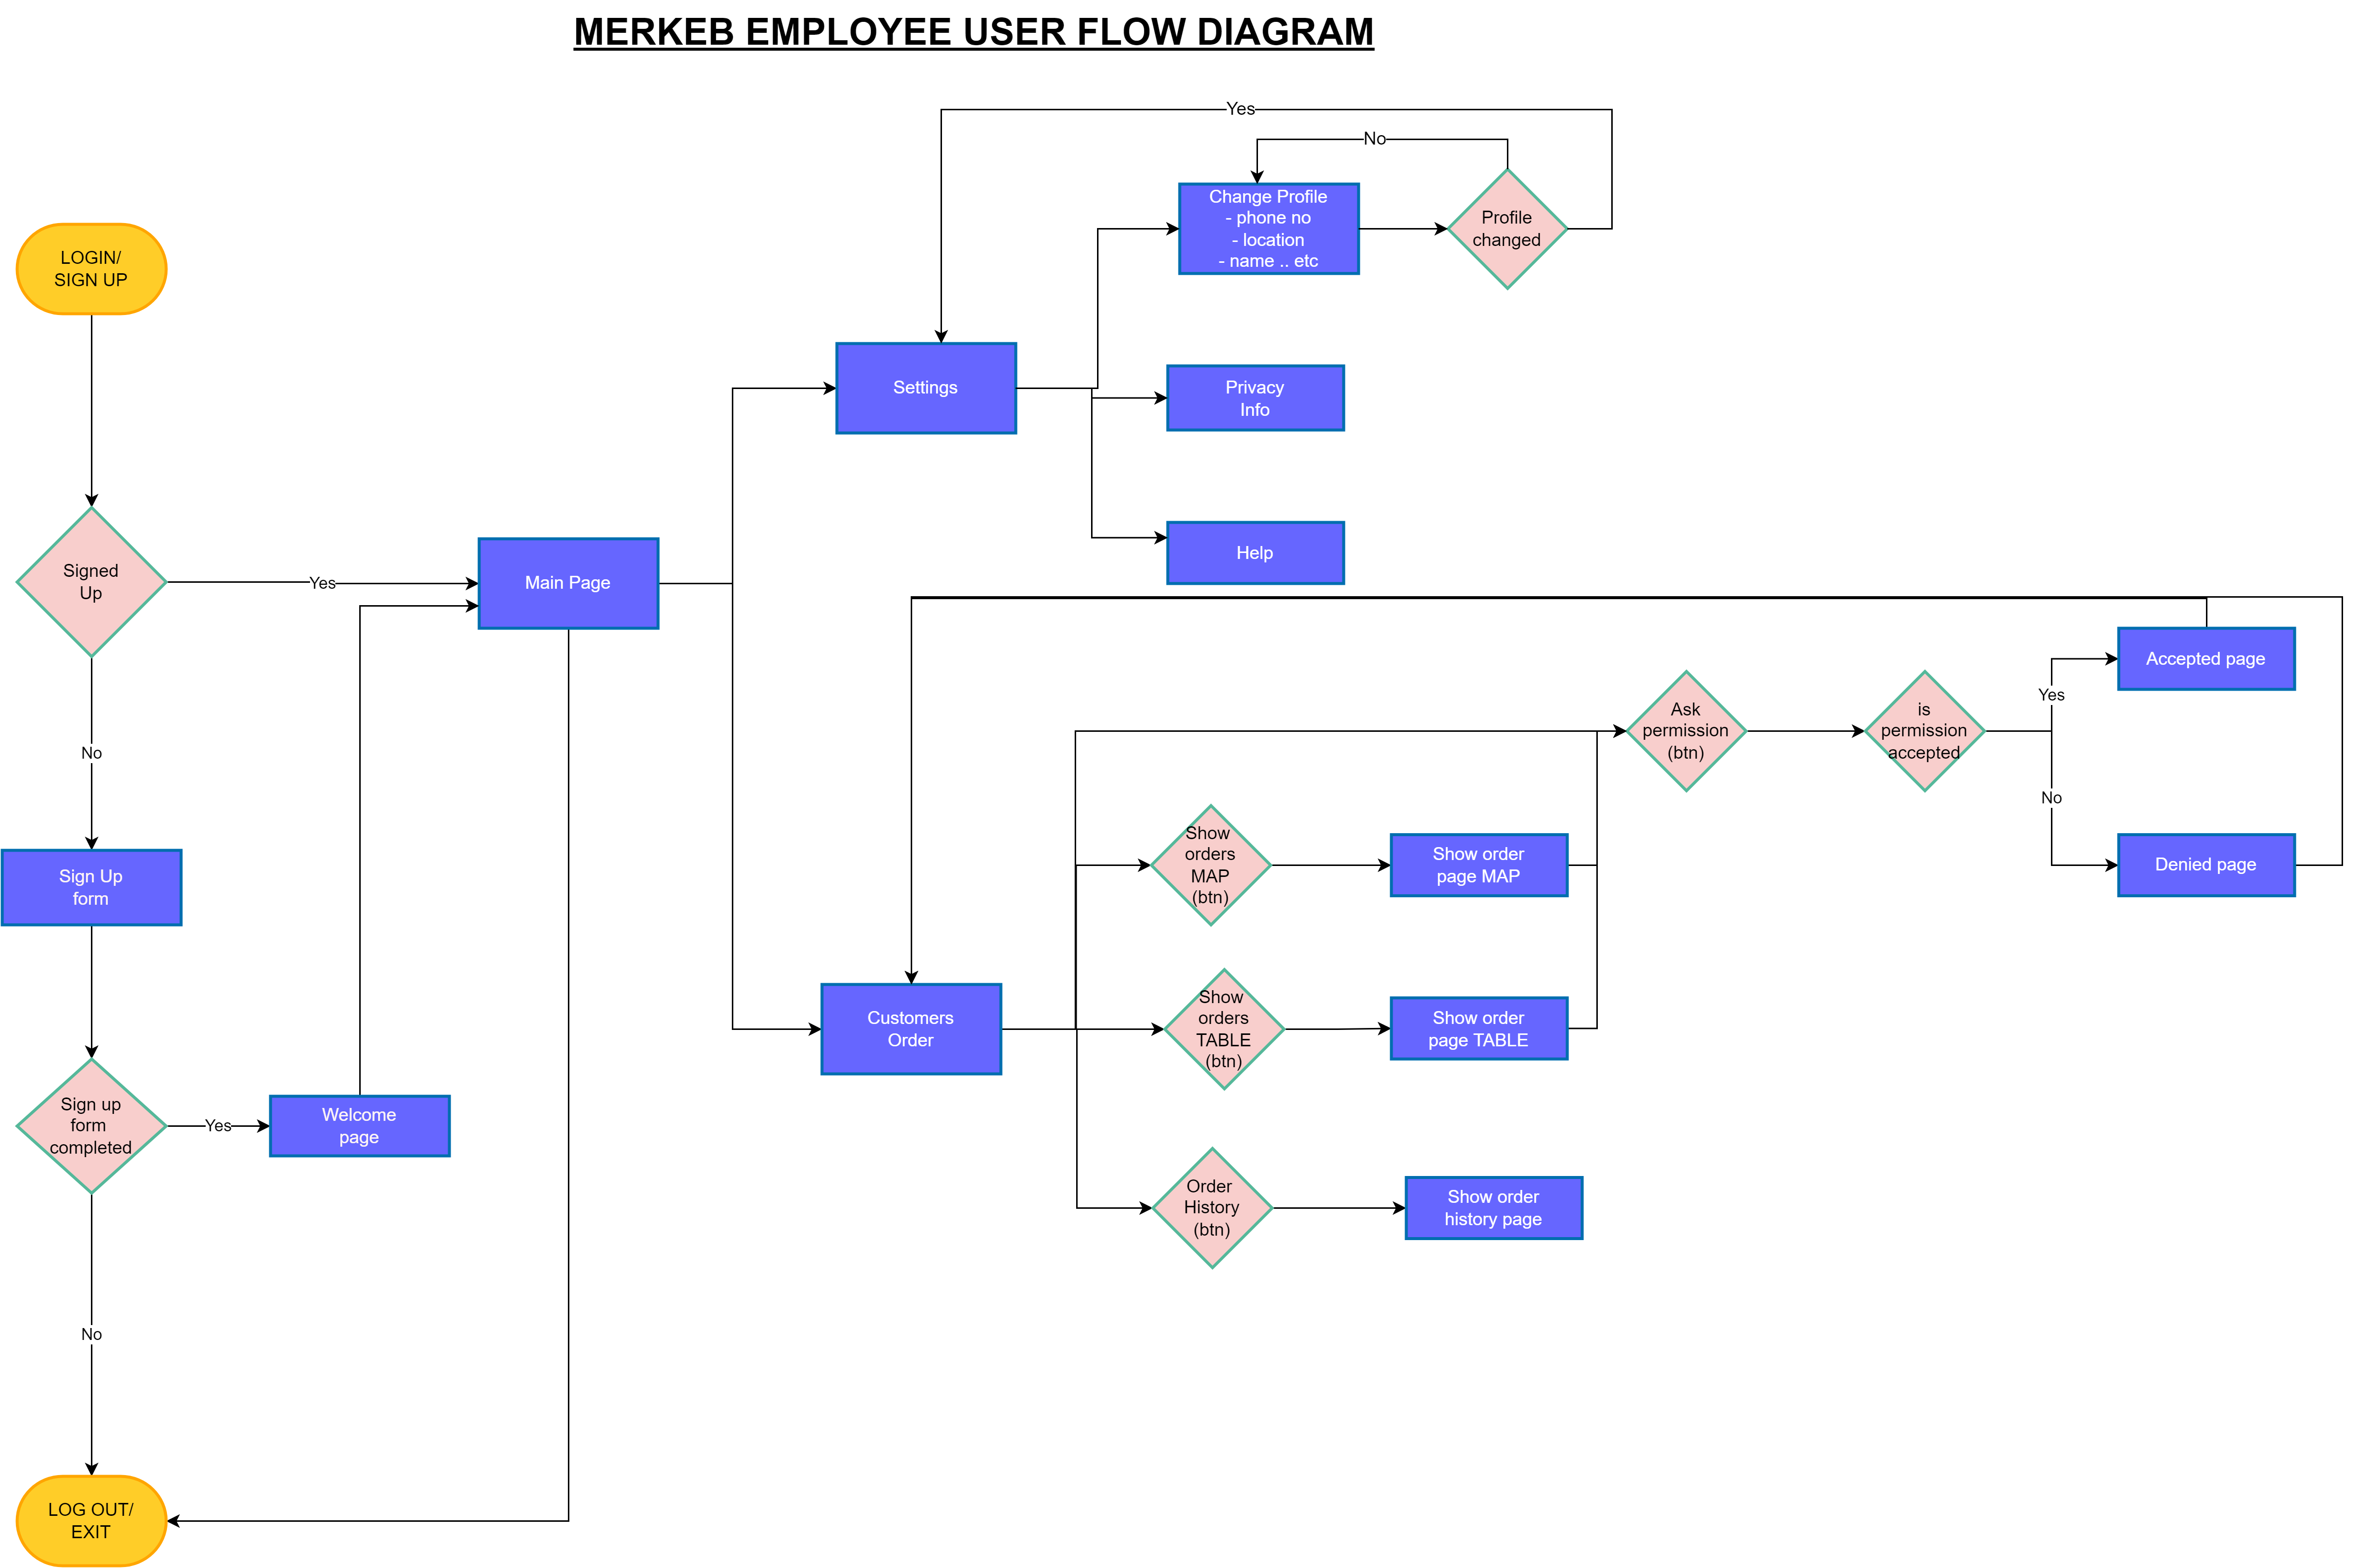 MERKEB EMPLOYEE USER FLOW DIAGRAM
Yes
No
Change Profile
- phone no
- location
- name .. etc
Profile
changed
LOGIN/
SIGN UP
Settings
Privacy
Info
Help
Signed
Up
Yes
Main Page
No
Accepted page
Ask
permission
(btn)
is
permission
accepted
Yes
No
Show
orders
MAP
(btn)
Show order
page MAP
Denied page
Sign Up
form
Customers
Order
Show
orders
TABLE
(btn)
Show order
page TABLE
Sign up
form
completed
Yes
Welcome
page
Order
History
(btn)
Show order
history page
No
LOG OUT/
EXIT